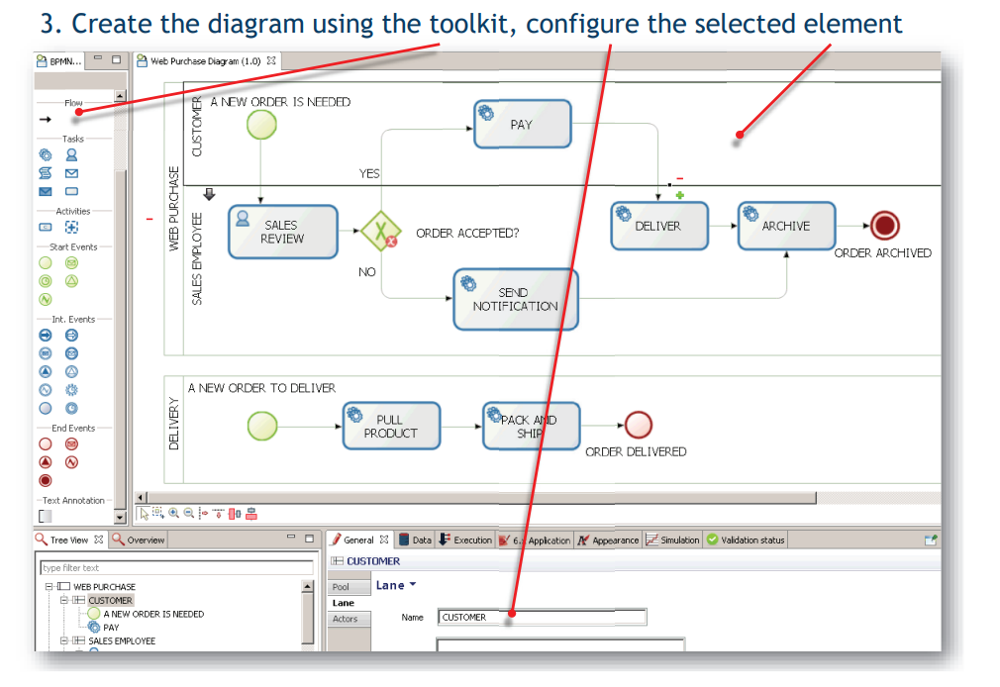 3. Create the diagram using the toolkit, configure the selected element
BPMN...
Web Purchase Diagram (1.0)
Flow
Tasks
Activities
Start Events
Int. Events
End Events
Text Annotation
WEB PURCHASE
CUSTOMER
A NEW ORDER IS NEEDED
PAY
YES
SALES EMPLOYEE
SALES
REVIEW
ORDER ACCEPTED?
NO
DELIVER
ARCHIVE
ORDER ARCHIVED
SEND
NOTIFICATION
DELIVERY
A NEW ORDER TO DELIVER
PULL
PRODUCT
PACK AND
SHIP
ORDER DELIVERED
Tree View
Overview
type filter text
WEB PURCHASE
CUSTOMER
A NEW ORDER IS NEEDED
PAY
SALES EMPLOYEE
General
Data
Execution
Application
Appearance
Simulation
Validation status
CUSTOMER
Pool
Lane
Actors
Lane
Name
CUSTOMER